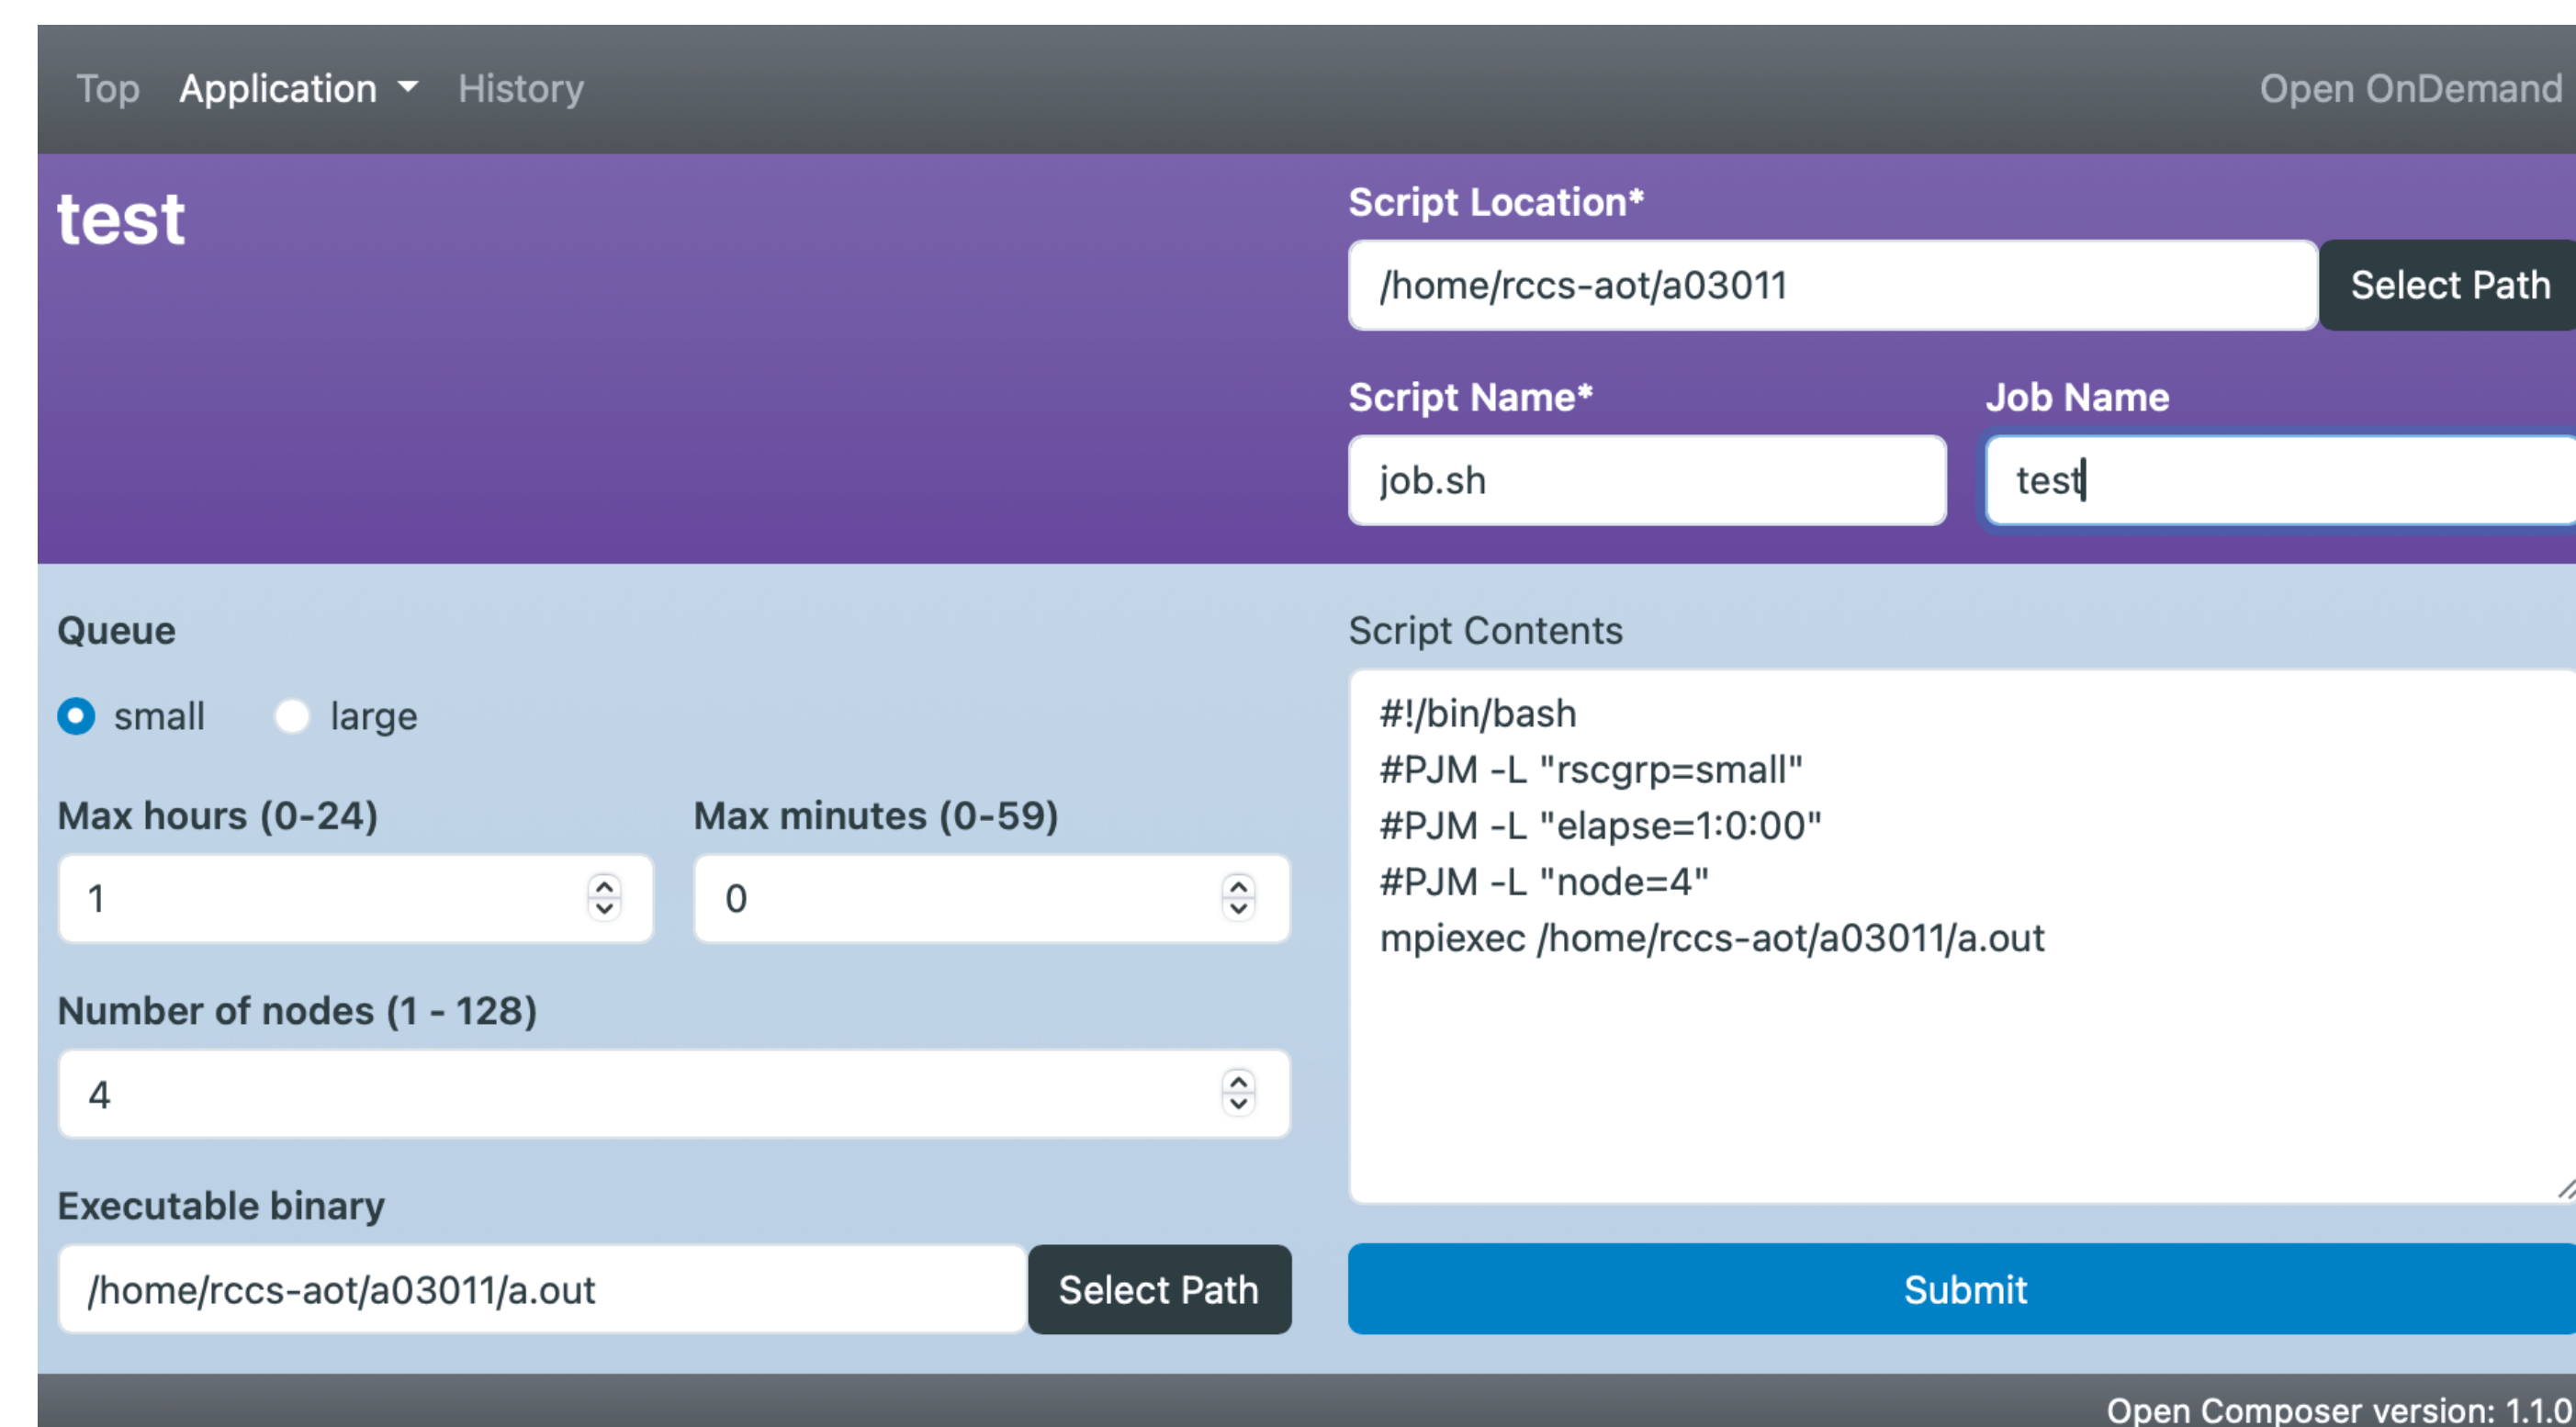 Top Application History Open OnDemand
test
Script Location*
/home/rccs-aot/a03011 Select Path
Script Name* Job Name
job.sh test
Queue
small large
Max hours (0-24) Max minutes (0-59)
1 0
Number of nodes (1 - 128)
4
Executable binary
/home/rccs-aot/a03011/a.out Select Path
Script Contents
#!/bin/bash
#PJM -L "rscgrp=small"
#PJM -L "elapse=1:0:00"
#PJM -L "node=4"
mpiexec /home/rccs-aot/a03011/a.out
Submit
Open Composer version: 1.1.0